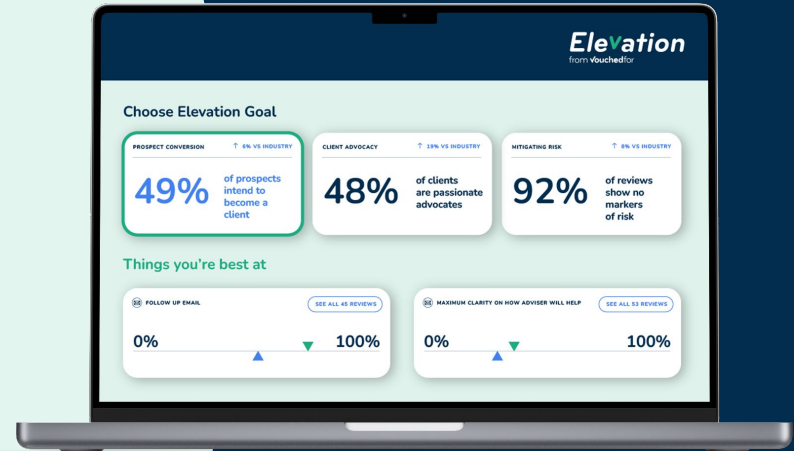 Elevation
from Vouchedfor
Choose Elevation Goal
PROSPECT CONVERSION ↑ 6% VS INDUSTRY
49%
of prospects
intend to
become a
client
CLIENT ADVOCACY ↑ 19% VS INDUSTRY
48%
of clients
are passionate
advocates
MITIGATING RISK ↑ 6% VS INDUSTRY
92%
of reviews
show no
markers
of risk
Things you're best at
FOLLOW UP EMAIL SEE ALL 45 REVIEWS
0% 100%
MAXIMUM CLARITY ON HOW ADVISER WILL HELP SEE ALL 53 REVIEWS
0% 100%